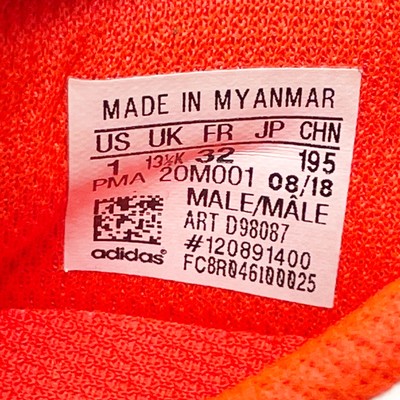 MADE IN MYANMAR
US UK FR JP CHN
1 13½K 32 195
PMA 20M001 08/18
MALE/MÂLE
ART D98087
#120891400
FC8R046100025
adidas®